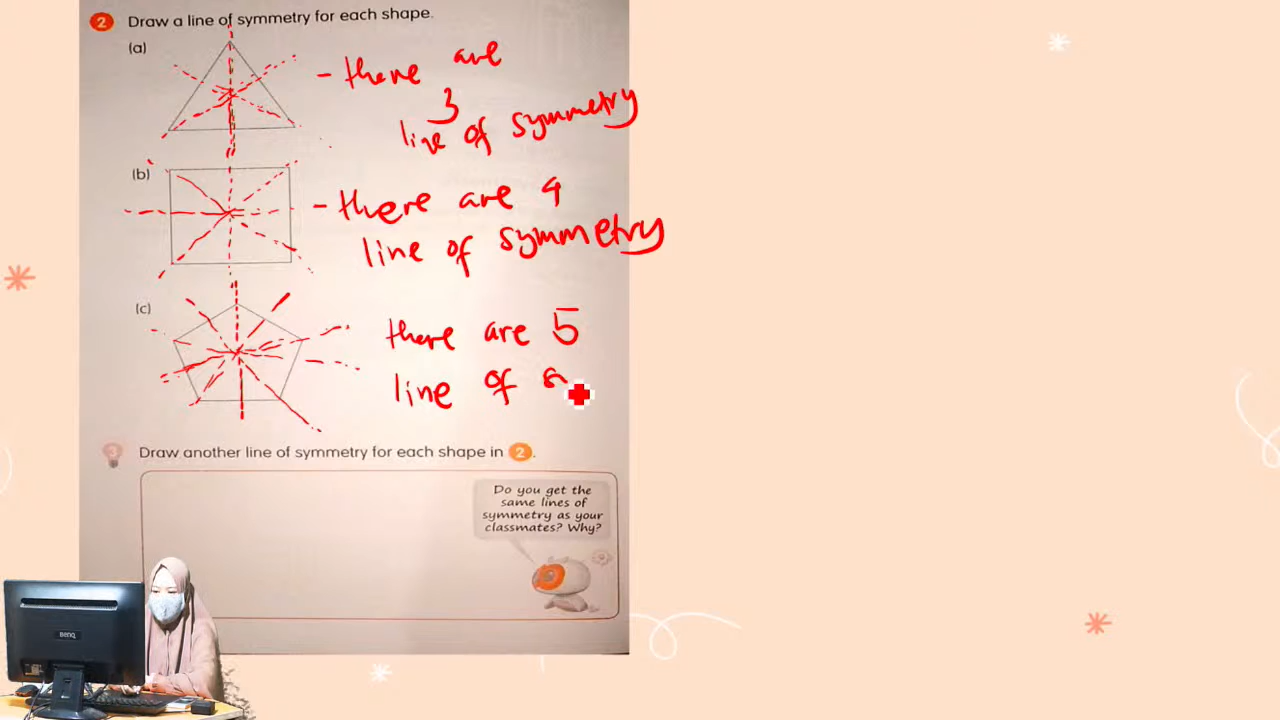 2 Draw a line of symmetry for each shape.
(a)
- there are
3
line of symmetry
(b)
- there are 4
line of symmetry
(c)
there are 5
line of s
3 Draw another line of symmetry for each shape in 2.
Do you get the
same lines of
symmetry as your
classmates? Why?
BenQ